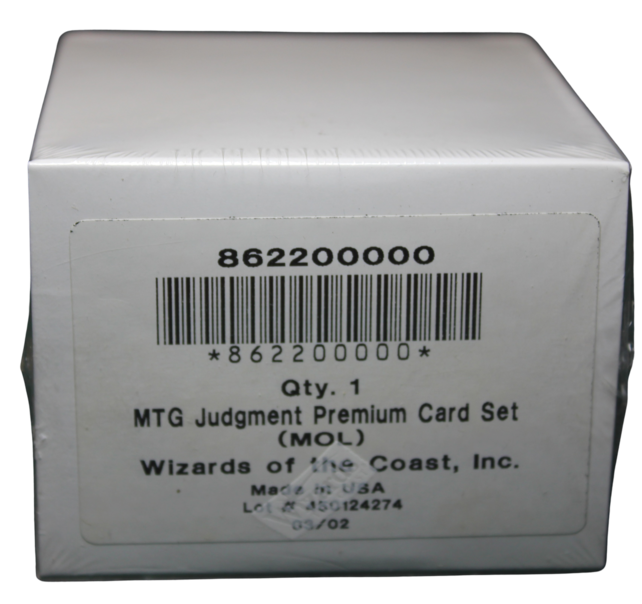 862200000
*862200000*
Qty. 1
MTG Judgment Premium Card Set
(MOL)
Wizards of the Coast, Inc.
Made in USA
Lot # 430124274
03/02